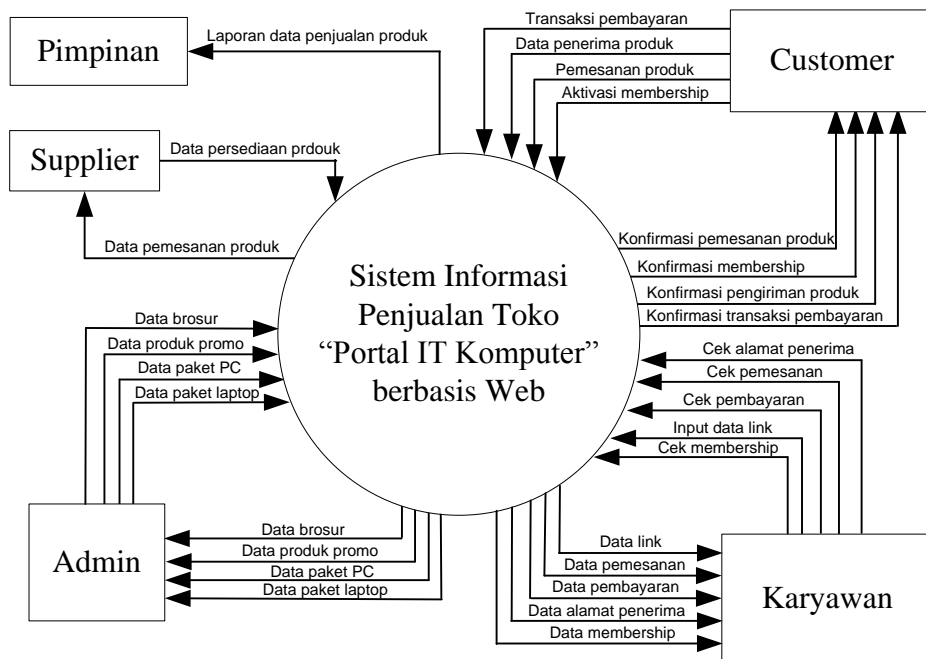 Pimpinan
Laporan data penjualan produk
Transaksi pembayaran
Data penerima produk
Pemesanan produk
Aktivasi membership
Customer
Supplier
Data persediaan prdouk
Data pemesanan produk
Sistem Informasi
Penjualan Toko
“Portal IT Komputer”
berbasis Web
Konfirmasi pemesanan produk
Konfirmasi membership
Konfirmasi pengiriman produk
Konfirmasi transaksi pembayaran
Data brosur
Data produk promo
Data paket PC
Data paket laptop
Cek alamat penerima
Cek pemesanan
Cek pembayaran
Input data link
Cek membership
Admin
Data brosur
Data produk promo
Data paket PC
Data paket laptop
Data link
Data pemesanan
Data pembayaran
Data alamat penerima
Data membership
Karyawan